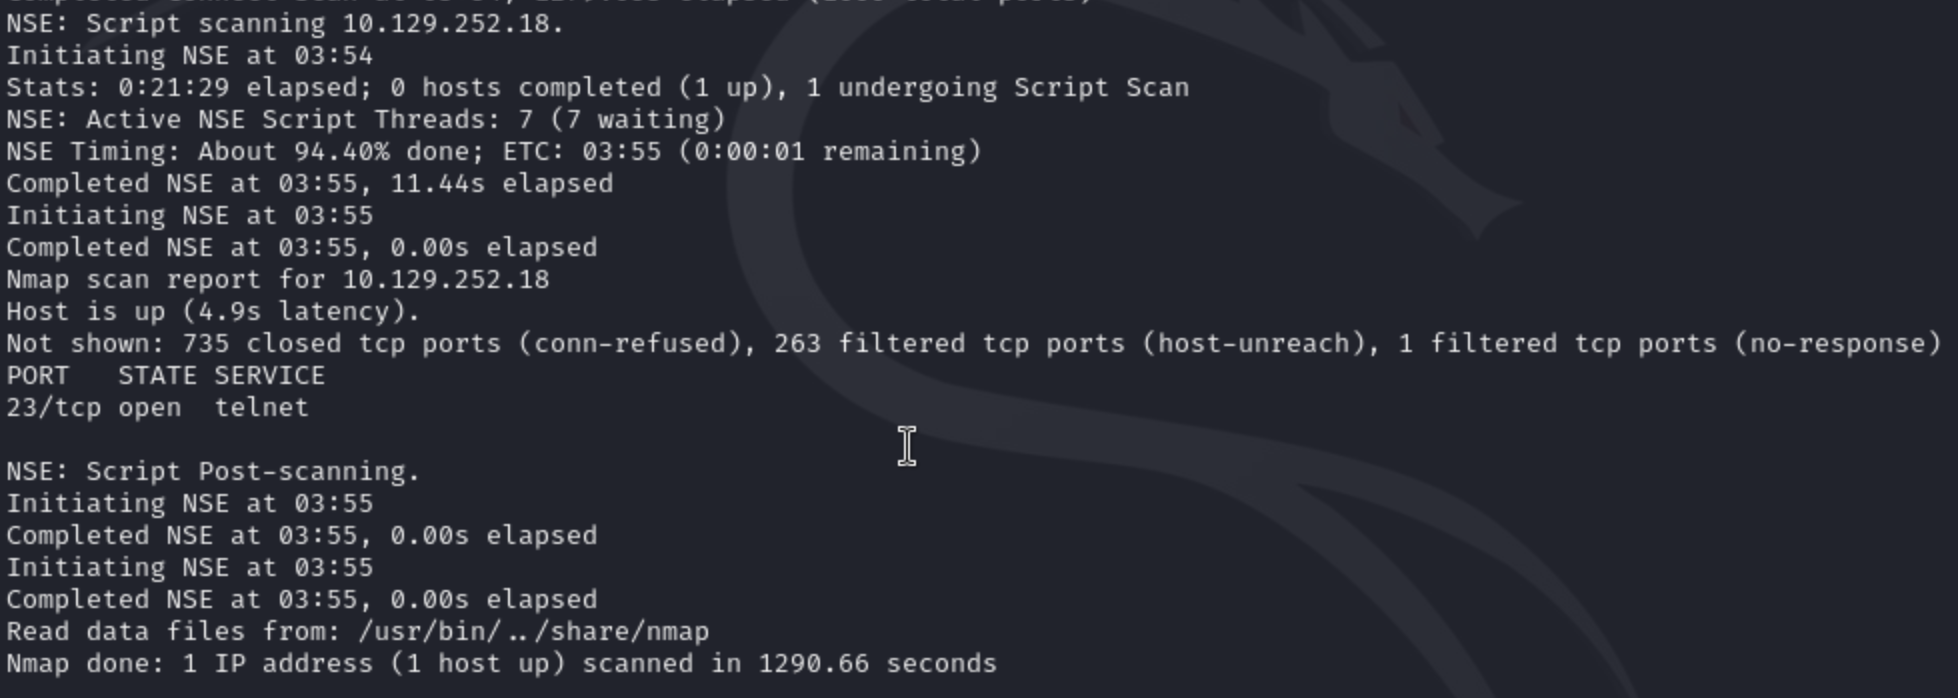 NSE: Script scanning 10.129.252.18.
Initiating NSE at 03:54
Stats: 0:21:29 elapsed; 0 hosts completed (1 up), 1 undergoing Script Scan
NSE: Active NSE Script Threads: 7 (7 waiting)
NSE Timing: About 94.40% done; ETC: 03:55 (0:00:01 remaining)
Completed NSE at 03:55, 11.44s elapsed
Initiating NSE at 03:55
Completed NSE at 03:55, 0.00s elapsed
Nmap scan report for 10.129.252.18
Host is up (4.9s latency).
Not shown: 735 closed tcp ports (conn-refused), 263 filtered tcp ports (host-unreach), 1 filtered tcp ports (no-response)
PORT   STATE SERVICE
23/tcp open  telnet
NSE: Script Post-scanning.
Initiating NSE at 03:55
Completed NSE at 03:55, 0.00s elapsed
Initiating NSE at 03:55
Completed NSE at 03:55, 0.00s elapsed
Read data files from: /usr/bin/../share/nmap
Nmap done: 1 IP address (1 host up) scanned in 1290.66 seconds